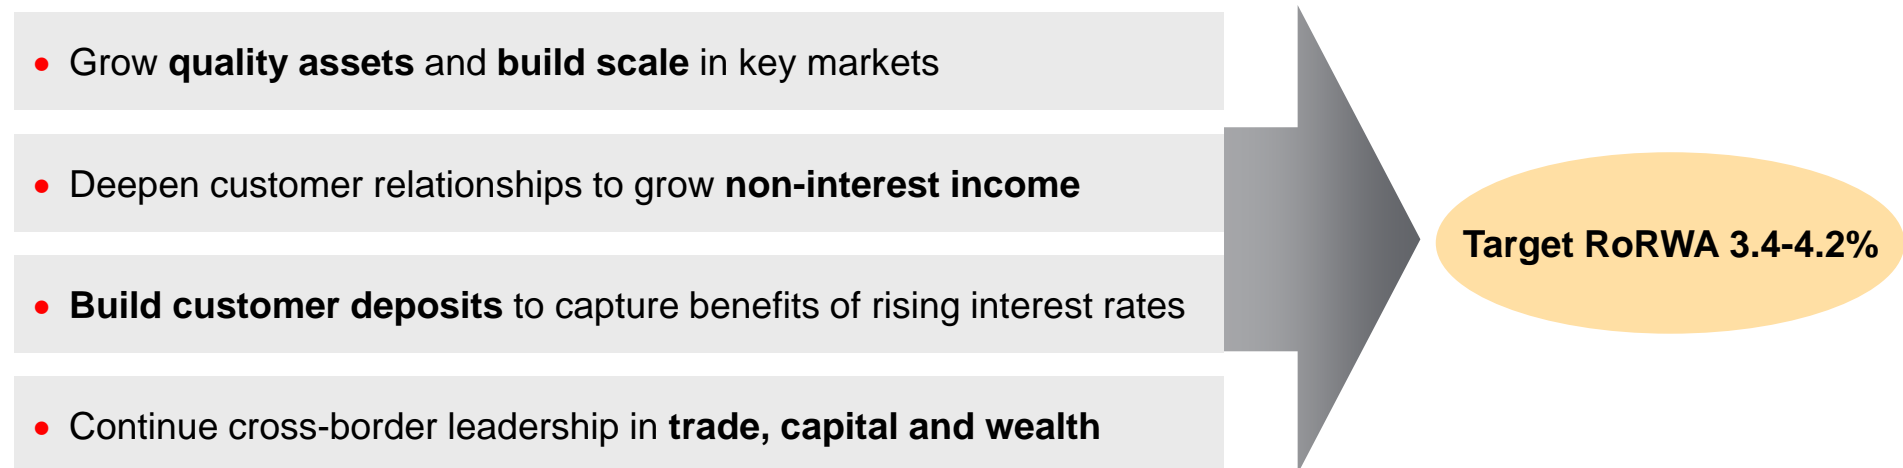 • Grow quality assets and build scale in key markets
• Deepen customer relationships to grow non-interest income
• Build customer deposits to capture benefits of rising interest rates
• Continue cross-border leadership in trade, capital and wealth
Target RoRWA 3.4-4.2%